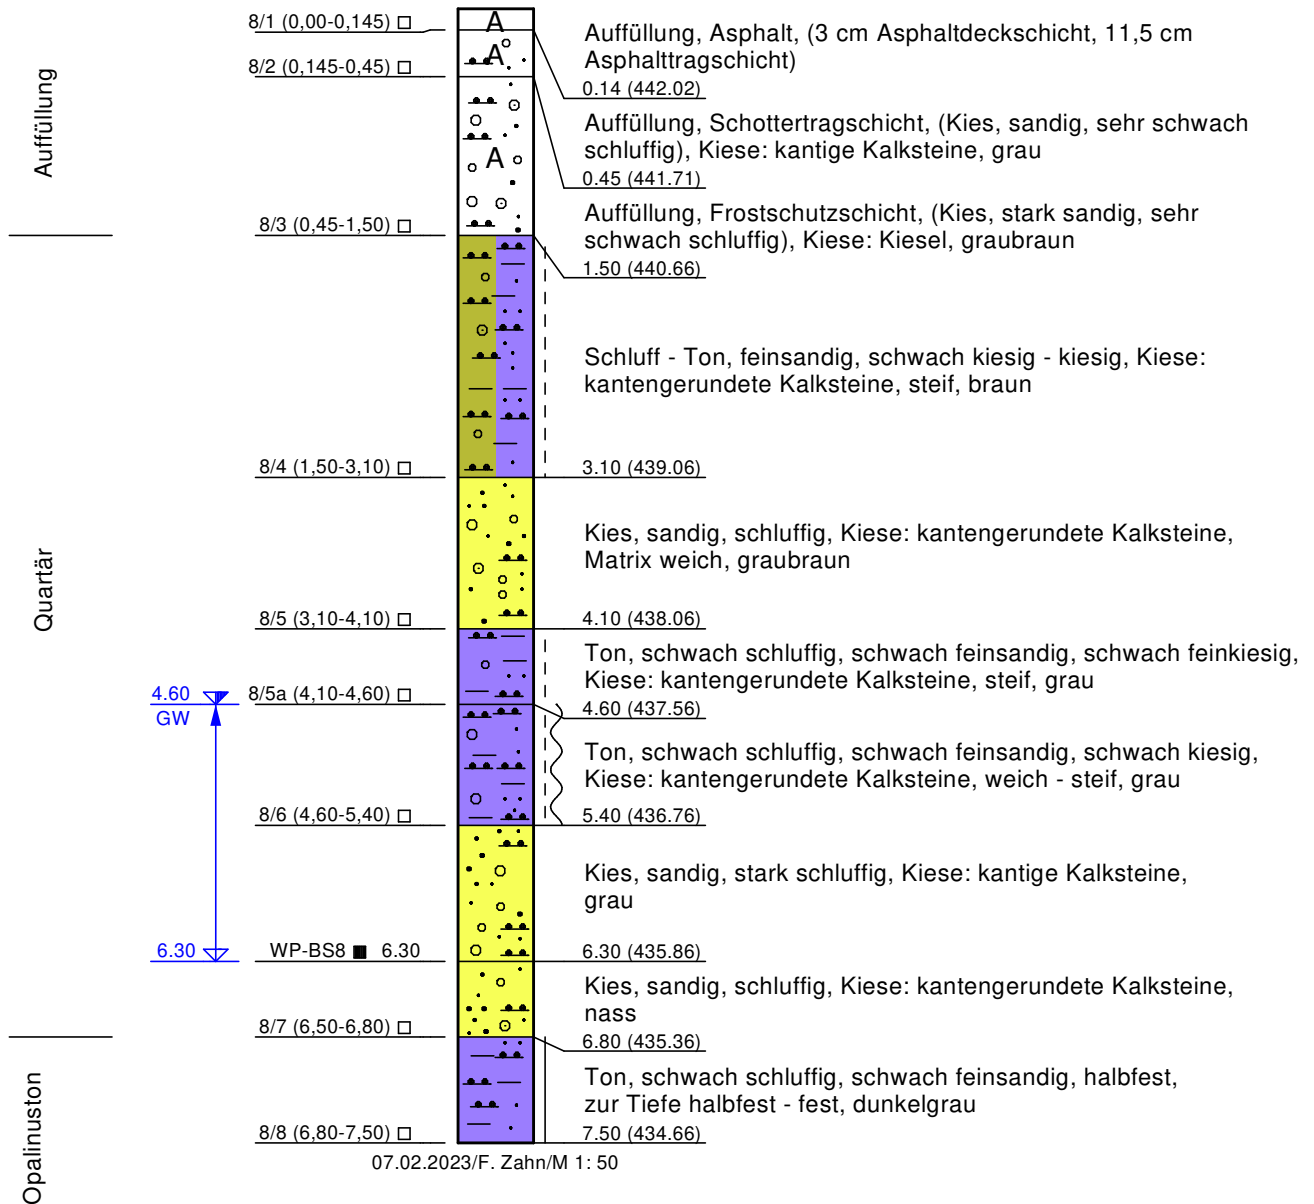 8/1 (0,00-0,145)
A
Auffüllung, Asphalt, (3 cm Asphaltdeckschicht, 11,5 cm
Asphalttragschicht)
0.14 (442.02)
8/2 (0,145-0,45)
A
Auffüllung, Schottertragschicht, (Kies, sandig, sehr schwach
schluffig), Kiese: kantige Kalksteine, grau
0.45 (441.71)
Auffüllung
A
8/3 (0,45-1,50)
Auffüllung, Frostschutzschicht, (Kies, stark sandig, sehr
schwach schluffig), Kiese: Kiesel, graubraun
1.50 (440.66)
Schluff - Ton, feinsandig, schwach kiesig - kiesig, Kiese:
kantengerundete Kalksteine, steif, braun
8/4 (1,50-3,10)
3.10 (439.06)
Kies, sandig, schluffig, Kiese: kantengerundete Kalksteine,
Matrix weich, graubraun
Quartär
8/5 (3,10-4,10)
4.10 (438.06)
Ton, schwach schluffig, schwach feinsandig, schwach feinkiesig,
Kiese: kantengerundete Kalksteine, steif, grau
4.60
GW
8/5a (4,10-4,60)
4.60 (437.56)
Ton, schwach schluffig, schwach feinsandig, schwach kiesig,
Kiese: kantengerundete Kalksteine, weich - steif, grau
8/6 (4,60-5,40)
5.40 (436.76)
Kies, sandig, stark schluffig, Kiese: kantige Kalksteine,
grau
6.30
WP-BS8 6.30
6.30 (435.86)
Kies, sandig, schluffig, Kiese: kantengerundete Kalksteine,
nass
8/7 (6,50-6,80)
6.80 (435.36)
Opalinuston
Ton, schwach schluffig, schwach feinsandig, halbfest,
zur Tiefe halbfest - fest, dunkelgrau
8/8 (6,80-7,50)
7.50 (434.66)
07.02.2023/F. Zahn/M 1: 50